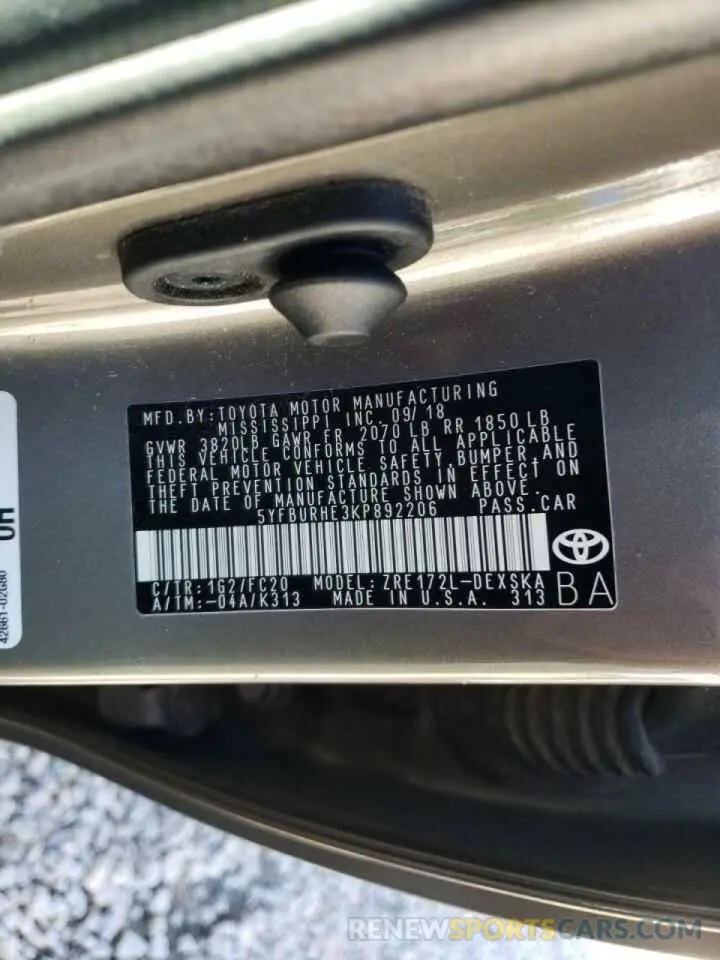 MFD.BY:TOYOTA MOTOR MANUFACTURING
MISSISSIPPI INC. 09/18
GVWR 3820LB GAWR FR. 2070 LB RR 1850 LB
THIS VEHICLE CONFORMS TO ALL APPLICABLE
FEDERAL MOTOR VEHICLE SAFETY, BUMPER, AND
THEFT PREVENTION STANDARDS IN EFFECT ON
THE DATE OF MANUFACTURE SHOWN ABOVE.
5YFBURHE3KP892206 PASS.CAR
C/TR:1G2/FC20 MODEL:ZRE172L-DEXSKA
A/TM:-04A/K313 MADE IN U.S.A. 313
BA
42661-02G80
RENEWSPORTSCARS.COM